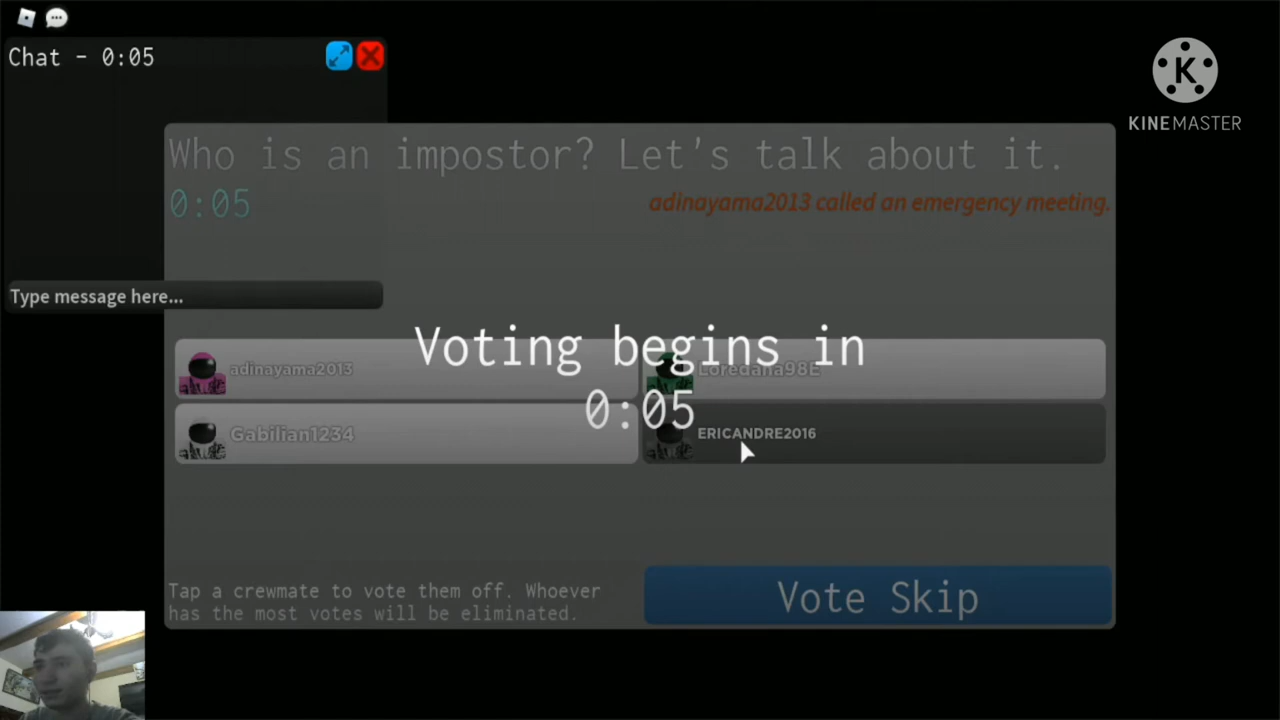 Chat - 0:05
K
KINEMASTER
Who is an impostor? Let's talk about it.
0:05
adinayama2013 called an emergency meeting.
Type message here...
Voting begins in
0:05
adinayama2013
Loredana98E
Gabilian1234
ERICANDRE2016
Tap a crewmate to vote them off. Whoever
has the most votes will be eliminated.
Vote Skip